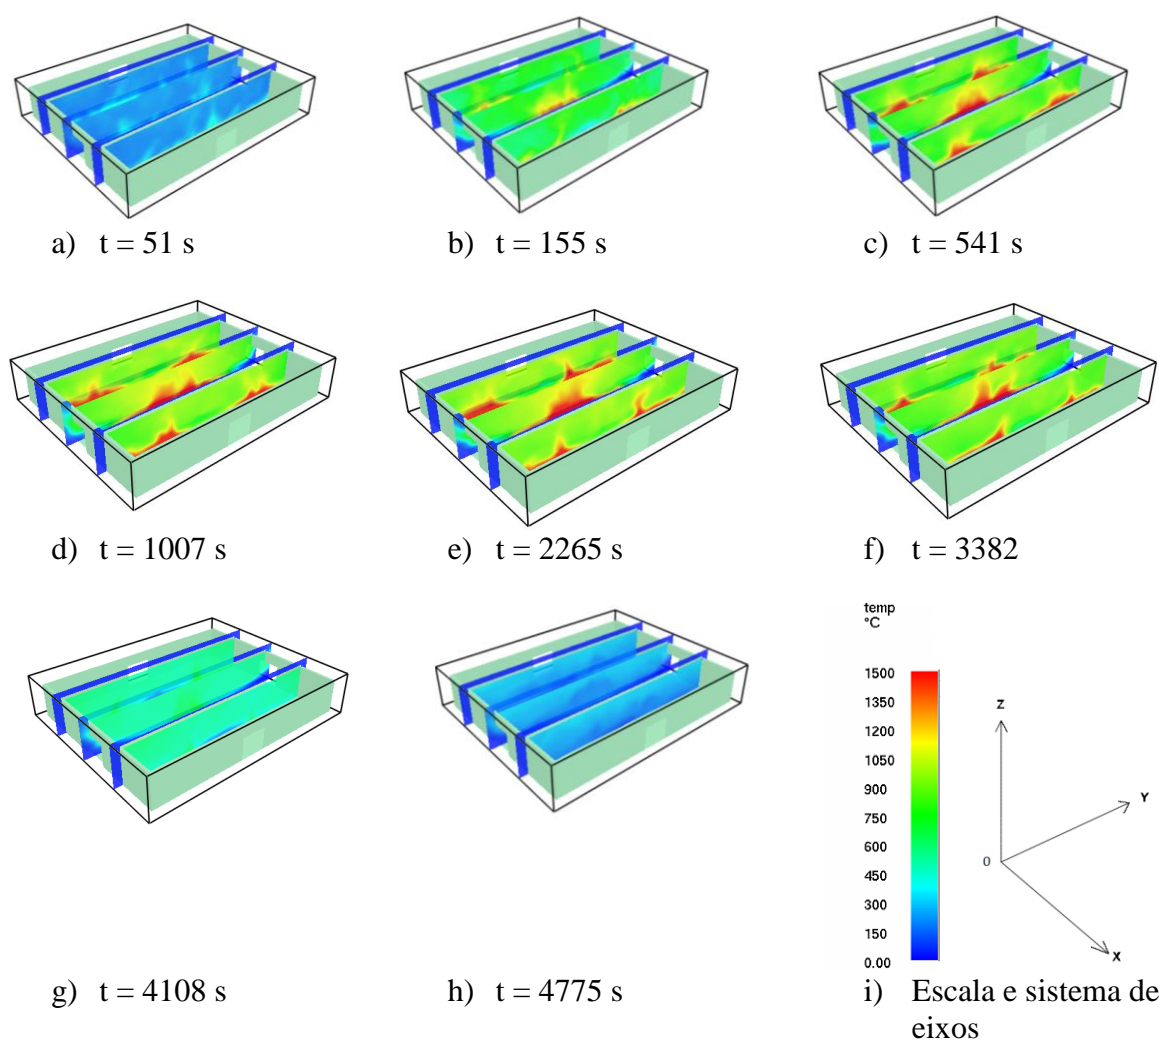 a) t = 51 s
b) t = 155 s
c) t = 541 s
d) t = 1007 s
e) t = 2265 s
f) t = 3382
temp
°C
1500
1350
1200
1050
900
750
600
450
300
150
0.00
Z
Y
0
X
g) t = 4108 s
h) t = 4775 s
i) Escala e sistema de
eixos